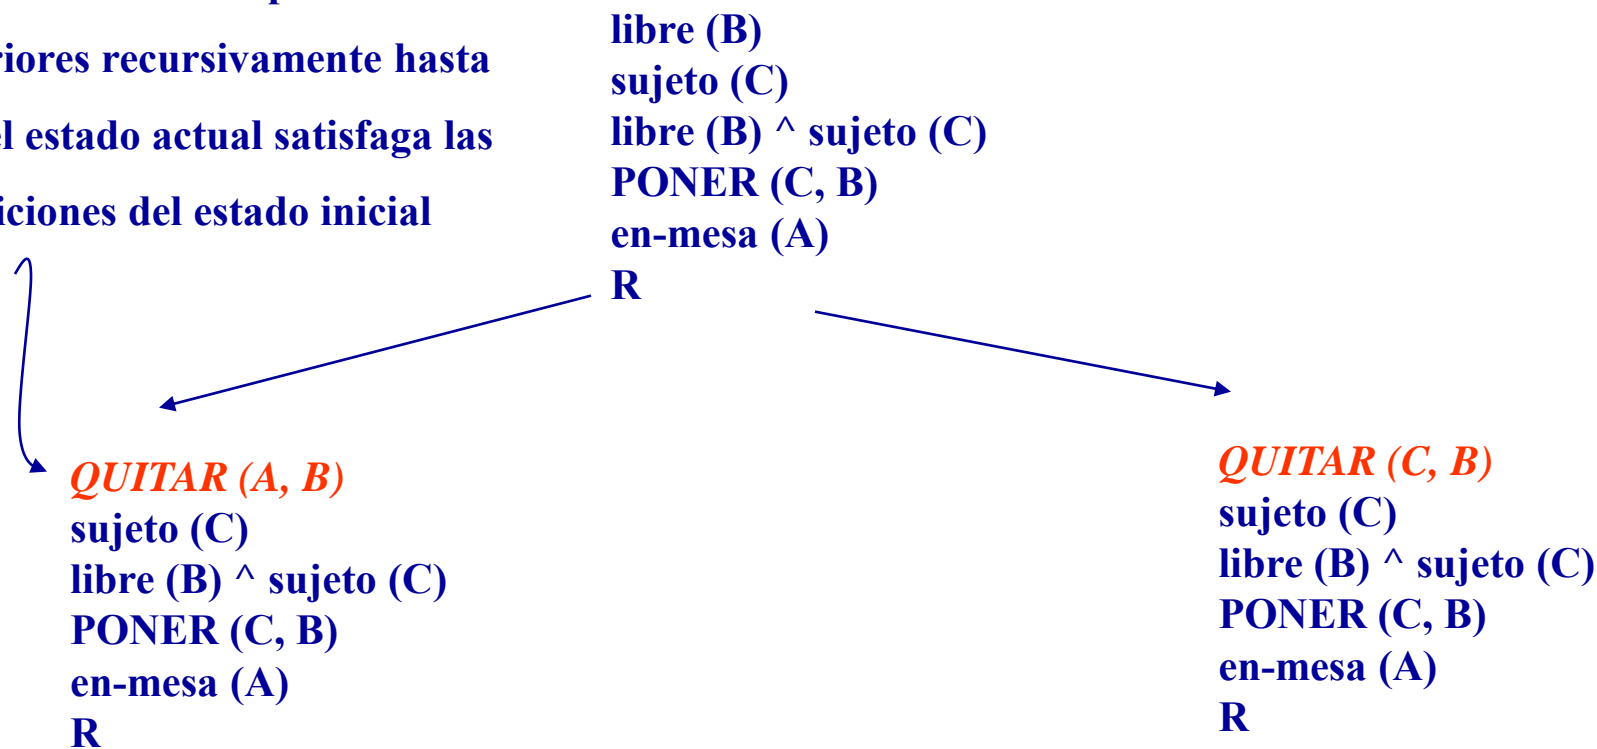 riores recursivamente hasta
el estado actual satisfaga las
iciones del estado inicial
libre (B)
sujeto (C)
libre (B) ^ sujeto (C)
PONER (C, B)
en-mesa (A)
R
QUITAR (A, B)
sujeto (C)
libre (B) ^ sujeto (C)
PONER (C, B)
en-mesa (A)
R
QUITAR (C, B)
sujeto (C)
libre (B) ^ sujeto (C)
PONER (C, B)
en-mesa (A)
R